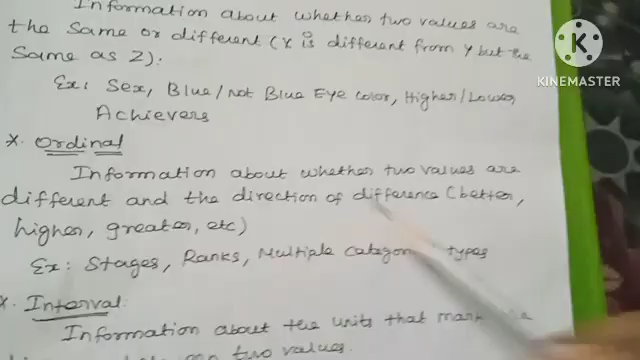 Information about whether two values are
the same or different (x is different from y but the
same as z).
Ex: Sex, Blue/not Blue Eye color, Higher/Lower
Achievers
* Ordinal
Information about whether two values are
different and the direction of difference (better,
higher, greater, etc)
Ex: Stages, Ranks, Multiple types
* Interval:
Information about the units that
two values.
KINEMASTER